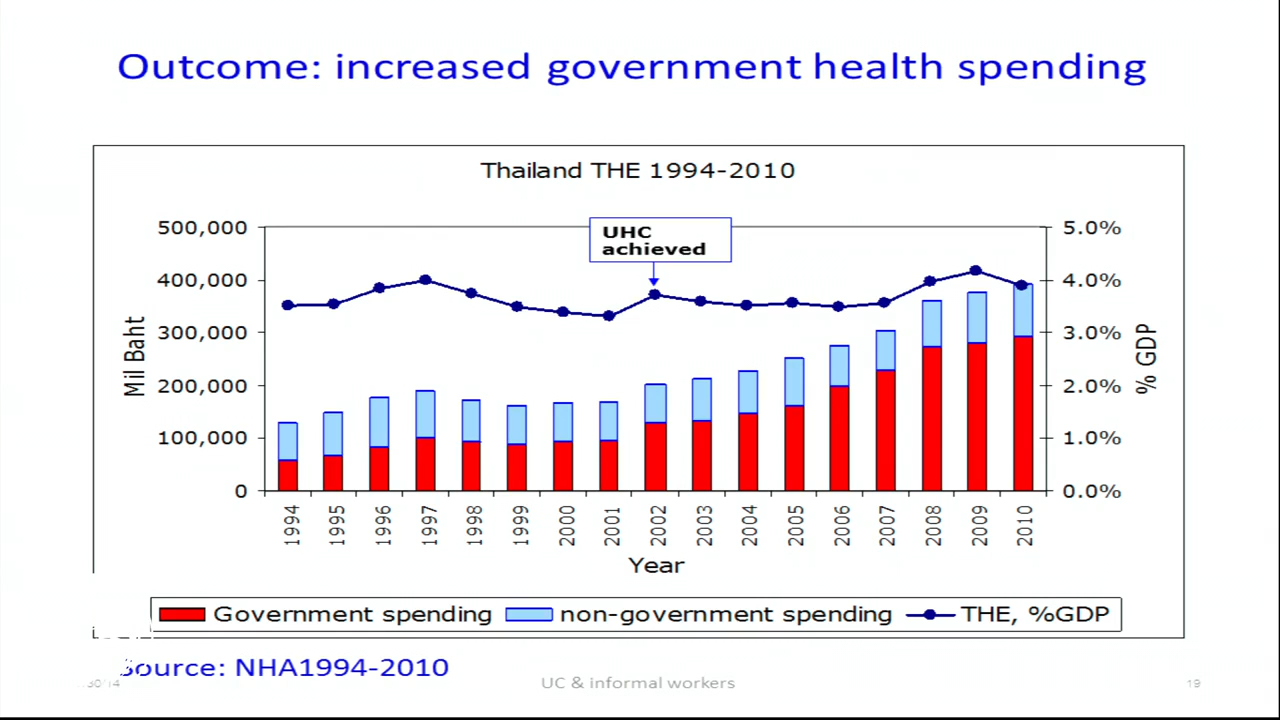 Outcome: increased government health spending
Thailand THE 1994-2010
UHC
achieved
500,000
400,000
300,000
200,000
100,000
0
Mil Baht
5.0%
4.0%
3.0%
2.0%
1.0%
0.0%
% GDP
1994 1995 1996 1997 1998 1999 2000 2001 2002 2003 2004 2005 2006 2007 2008 2009 2010
Year
Government spending non-government spending THE, %GDP
Source: NHA1994-2010
UC & informal workers
19